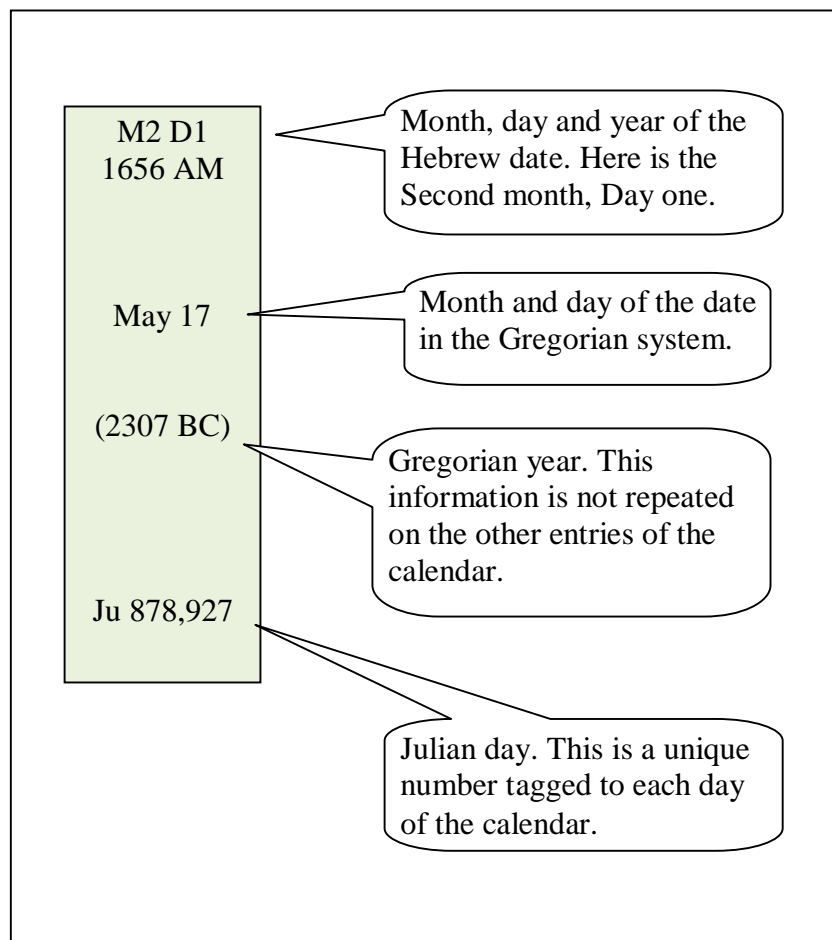 M2 D1
1656 AM
Month, day and year of the
Hebrew date. Here is the
Second month, Day one.
May 17
Month and day of the date
in the Gregorian system.
(2307 BC)
Gregorian year. This
information is not repeated
on the other entries of the
calendar.
Ju 878,927
Julian day. This is a unique
number tagged to each day
of the calendar.